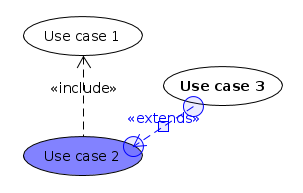 Use case 1
«include»
Use case 3
«extends»
Use case 2